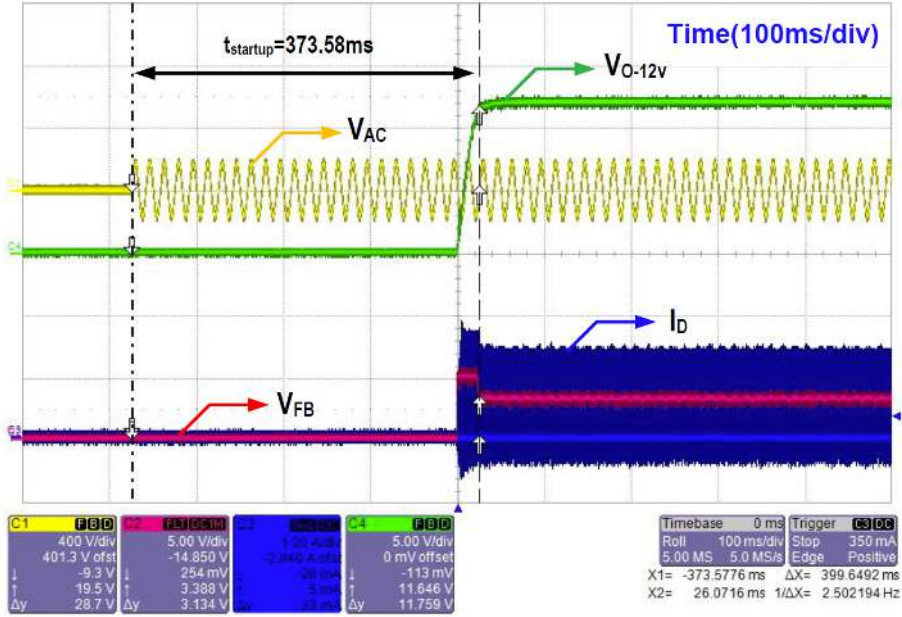 Time(100ms/div)
tstartup=373.58ms
VO-12v
VAC
ID
VFB
C4
C1 F B D
400 V/div
401.3 V ofst
-9.3 V
19.5 V
Δy 28.7 V
C2 FLT DC1M
5.00 V/div
-14.850 V
254 mV
3.388 V
Δy 3.134 V
C3
1.00 A/div
-2.840 A ofst
5 mA
C4 F B D
5.00 V/div
0 mV offset
-113 mV
11.646 V
Δy 11.759 V
Timebase 0 ms
Roll 100 ms/div
5.00 MS 5.0 MS/s
Trigger C3 DC
Stop 350 mA
Edge Positive
X1= -373.5776 ms ΔX= 399.6492 ms
X2= 26.0716 ms 1/ΔX= 2.502194 Hz